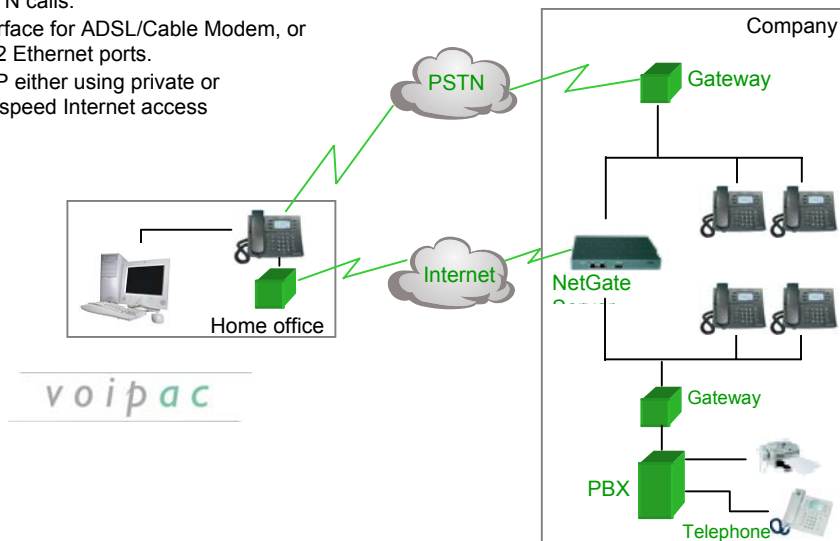 N calls.
rface for ADSL/Cable Modem, or
2 Ethernet ports.
P either using private or
speed Internet access
Company
PSTN
Gateway
Internet
NetGate
Home office
voipac
Gateway
PBX
Telephone